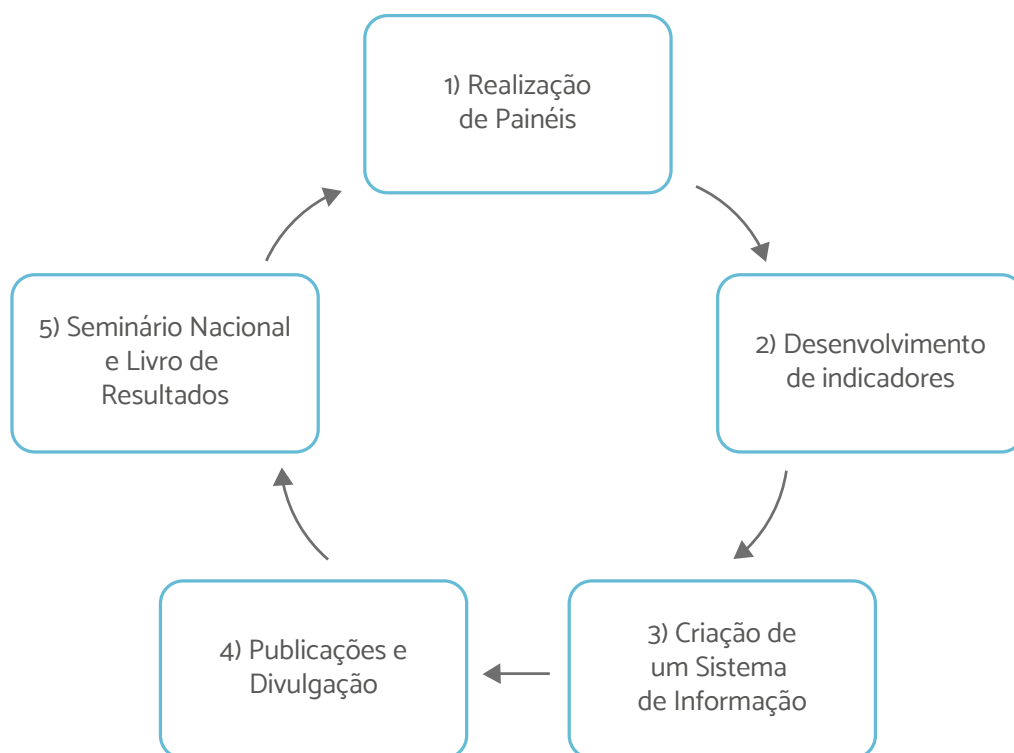 1) Realização
de Painéis
2) Desenvolvimento
de indicadores
3) Criação de
um Sistema
de Informação
4) Publicações e
Divulgação
5) Seminário Nacional
e Livro de
Resultados